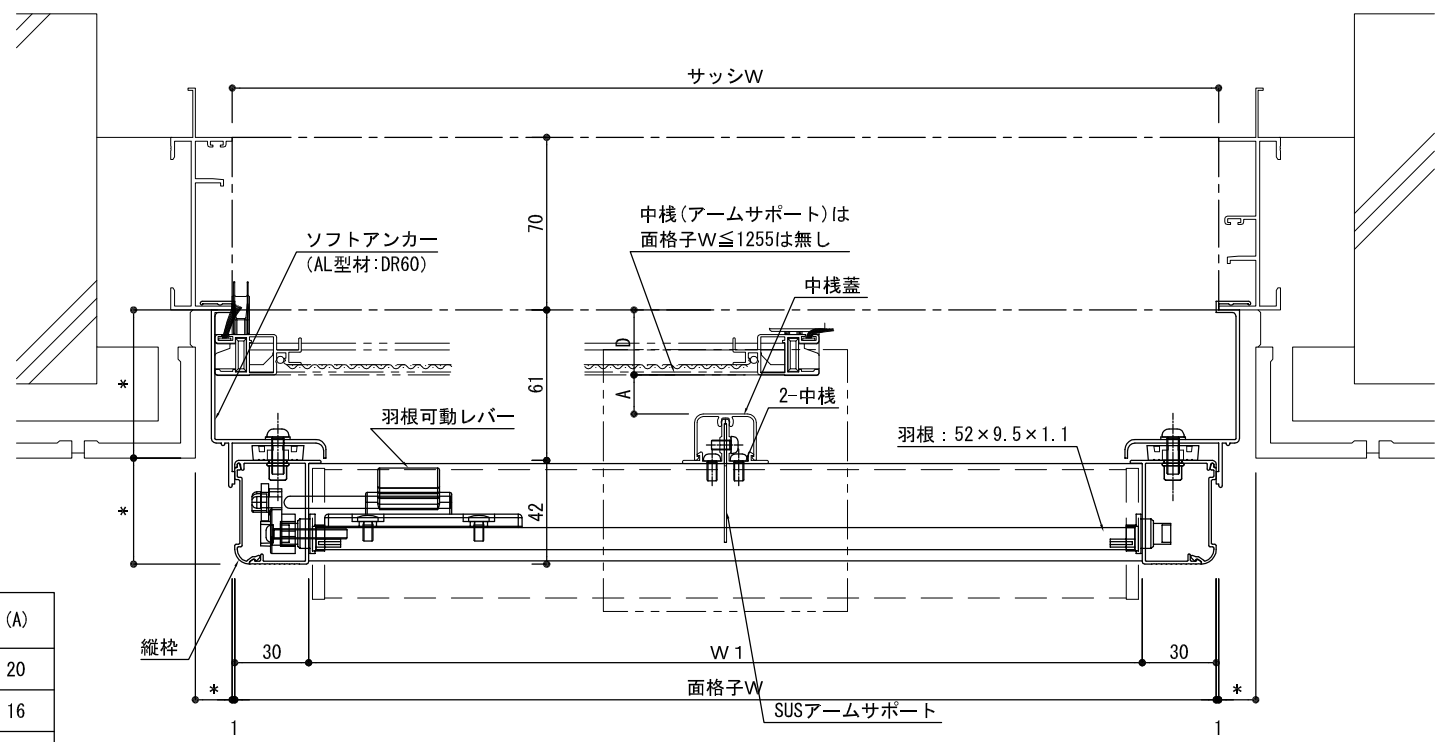 サッシW
70
中桟(アームサポート)は
面格子W≦1255は無し
ソフトアンカー
(AL型材:DR60)
中桟蓋
D
*
61
A
2-中桟
羽根可動レバー
羽根：52×9.5×1.1
*
42
(A)
20
16
縦枠
30
W1
30
*
面格子W
*
SUSアームサポート
1
1